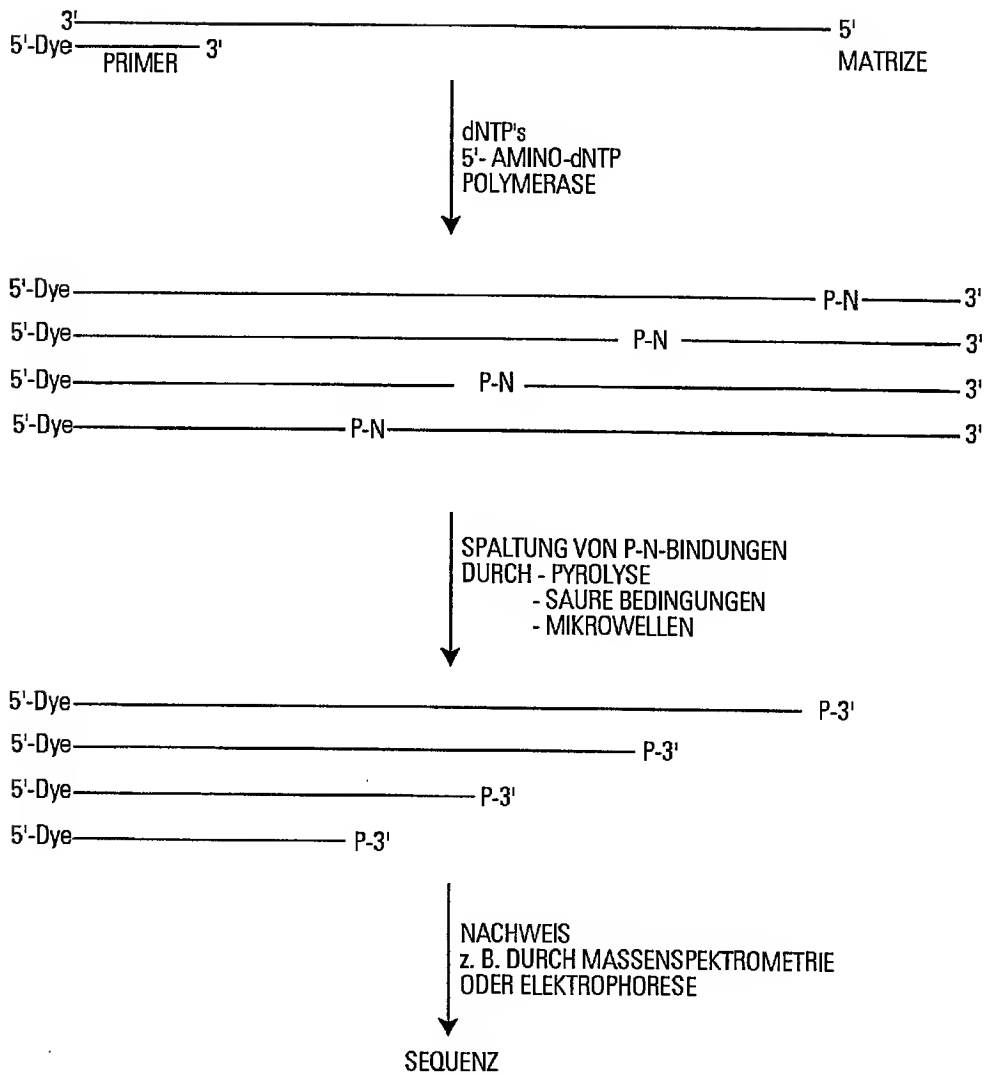 3' 5'
5'-Dye 3'
PRIMER MATRIZE
dNTP's
5'- AMINO-dNTP
POLYMERASE
5'-Dye P-N 3'
5'-Dye P-N 3'
5'-Dye P-N 3'
5'-Dye P-N 3'
SPALTUNG VON P-N-BINDUNGEN
DURCH - PYROLYSE
- SAURE BEDINGUNGEN
- MIKROWELLEN
5'-Dye P-3'
5'-Dye P-3'
5'-Dye P-3'
5'-Dye P-3'
NACHWEIS
z. B. DURCH MASSENSPEKTROMETRIE
ODER ELEKTROPHORESE
SEQUENZ